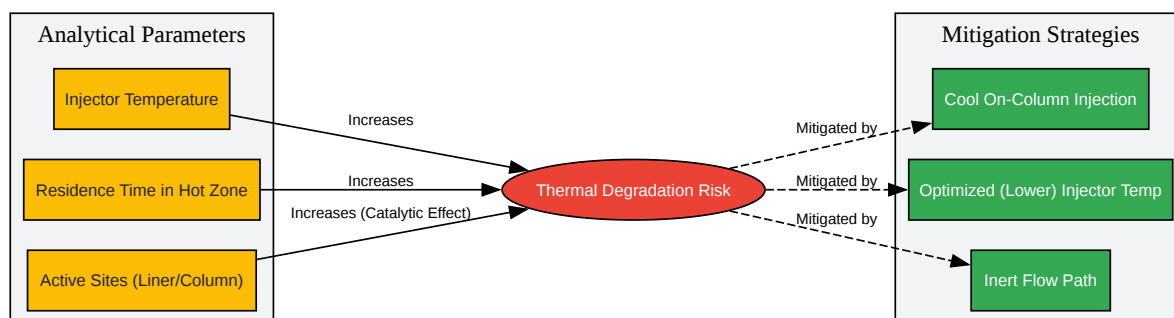 Analytical Parameters
Mitigation Strategies
Injector Temperature
Residence Time in Hot Zone
Active Sites (Liner/Column)
Increases
Increases
Increases (Catalytic Effect)
Thermal Degradation Risk
Mitigated by
Mitigated by
Mitigated by
Cool On-Column Injection
Optimized (Lower) Injector Temp
Inert Flow Path